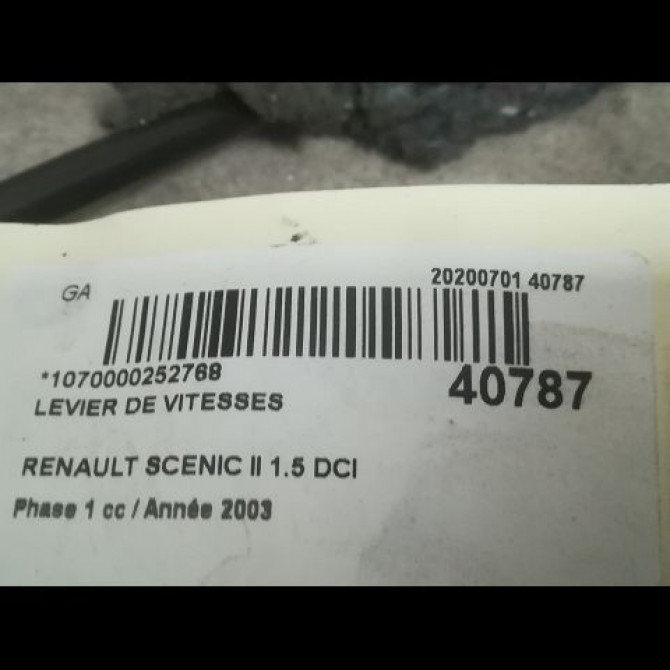 GA
20200701 40787
*1070000252768
40787
LEVIER DE VITESSES
RENAULT SCENIC II 1.5 DCI
Phase 1 cc / Année 2003